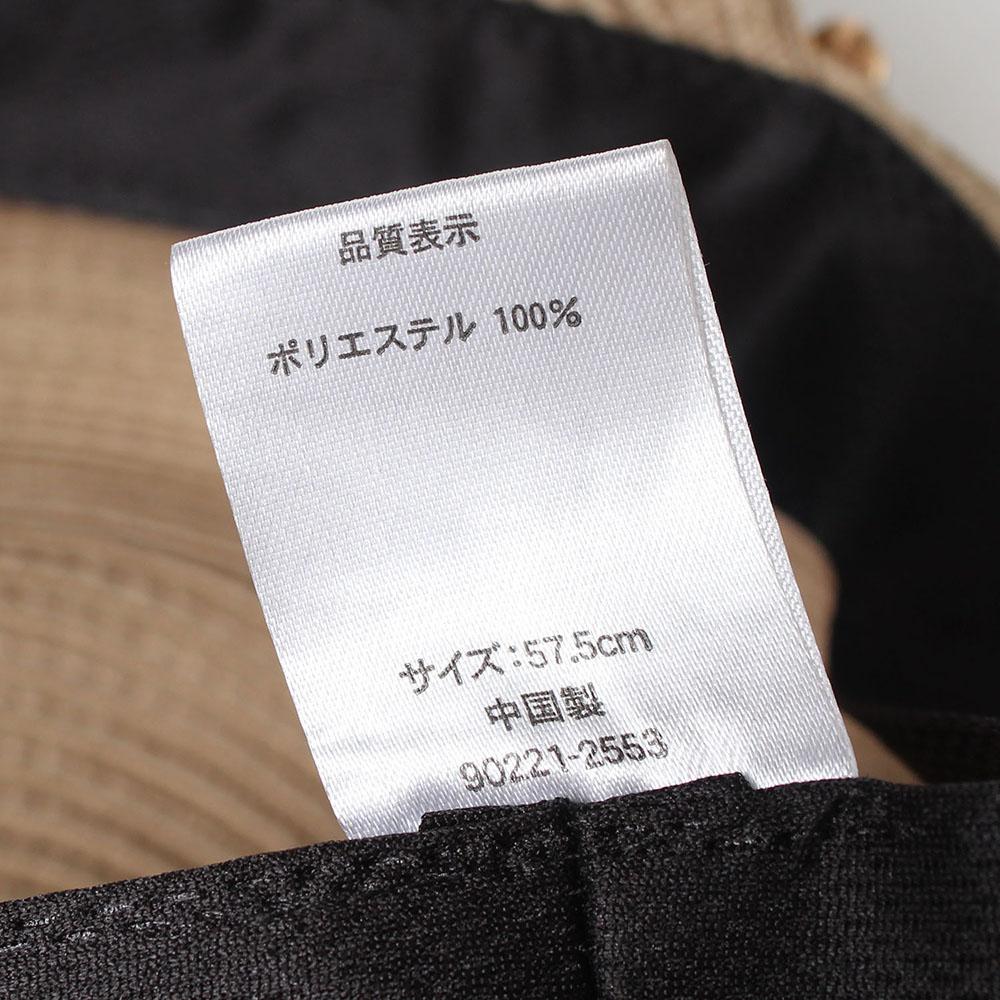 品質表示
ポリエステル 100%
サイズ:57.5cm
中国製
90221-2553